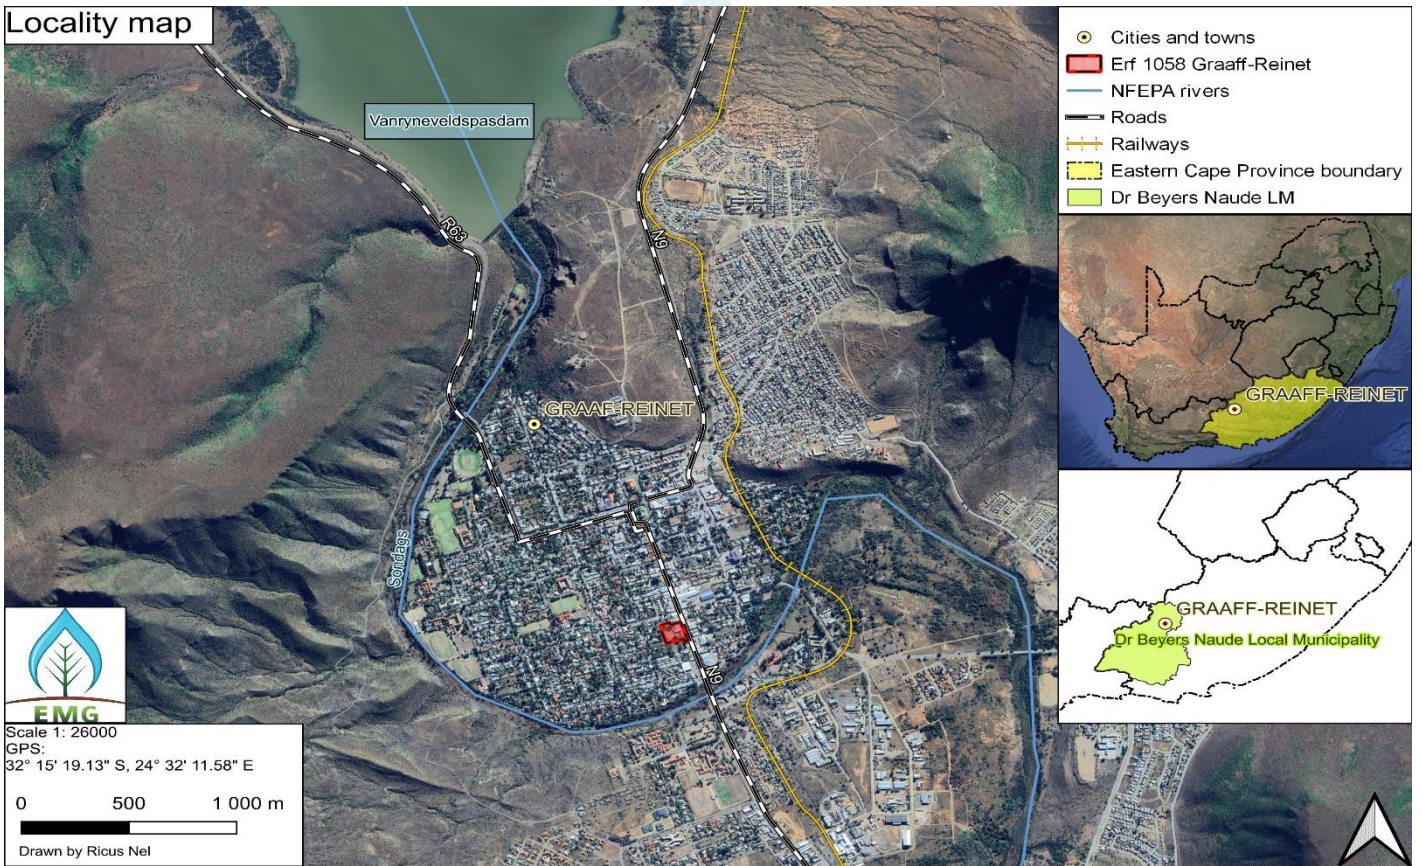 Locality map
Vanryneveldspasdam
R63
N9
GRAAF-REINET
Sondags
N9
EMG
Scale 1: 26000
GPS:
32° 15' 19.13" S, 24° 32' 11.58" E
0 500 1 000 m
Drawn by Ricus Nel
Cities and towns
Erf 1058 Graaff-Reinet
NFEPA rivers
Roads
Railways
Eastern Cape Province boundary
Dr Beyers Naude LM
GRAAFF-REINET
GRAAFF-REINET
Dr Beyers Naude Local Municipality